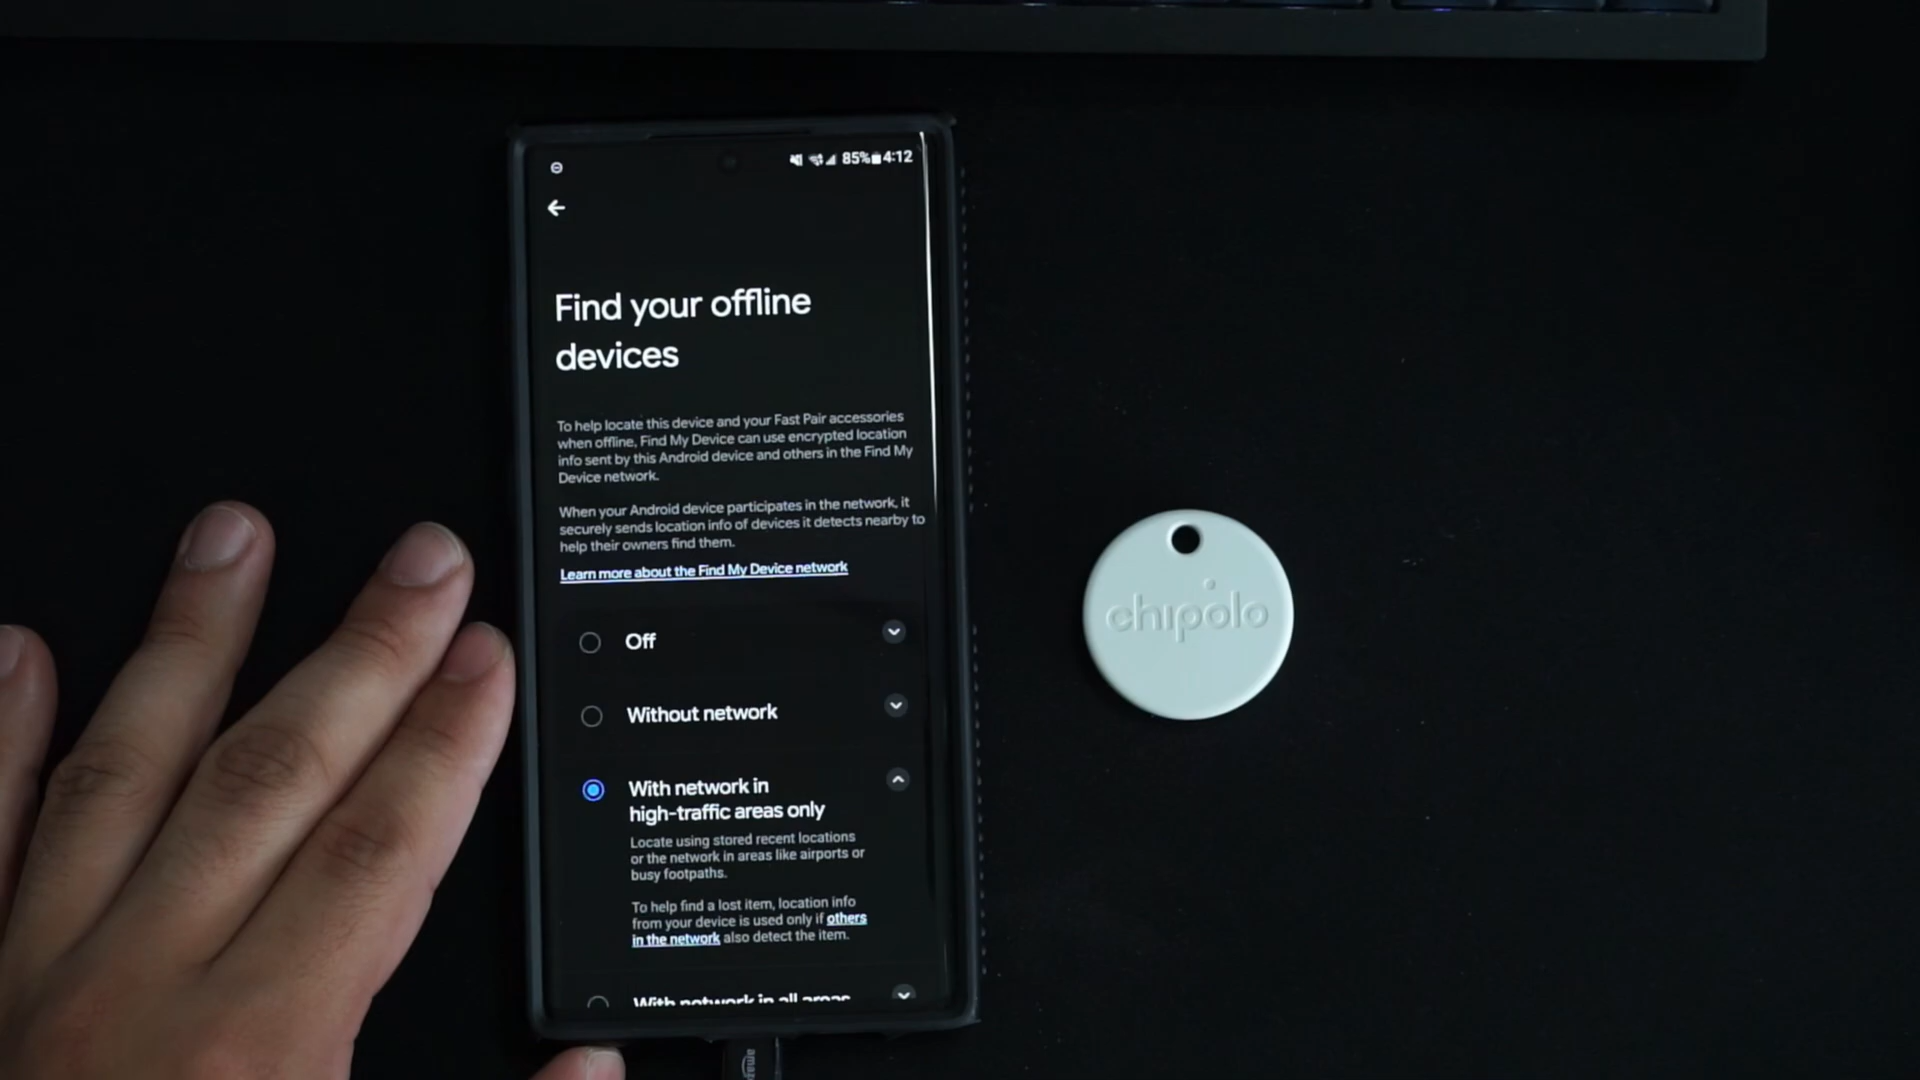 85% 4:12
Find your offline
devices
To help locate this device and your Fast Pair accessories
when offline, Find My Device can use encrypted location
info sent by this Android device and others in the Find My
Device network.
When your Android device participates in the network, it
securely sends location info of devices it detects nearby to
help their owners find them.
Learn more about the Find My Device network
Off
Without network
With network in
high-traffic areas only
Locate using stored recent locations
or the network in areas like airports or
busy footpaths.
To help find a lost item, location info
from your device is used only if others
in the network also detect the item.
With network in all areas
chipolo